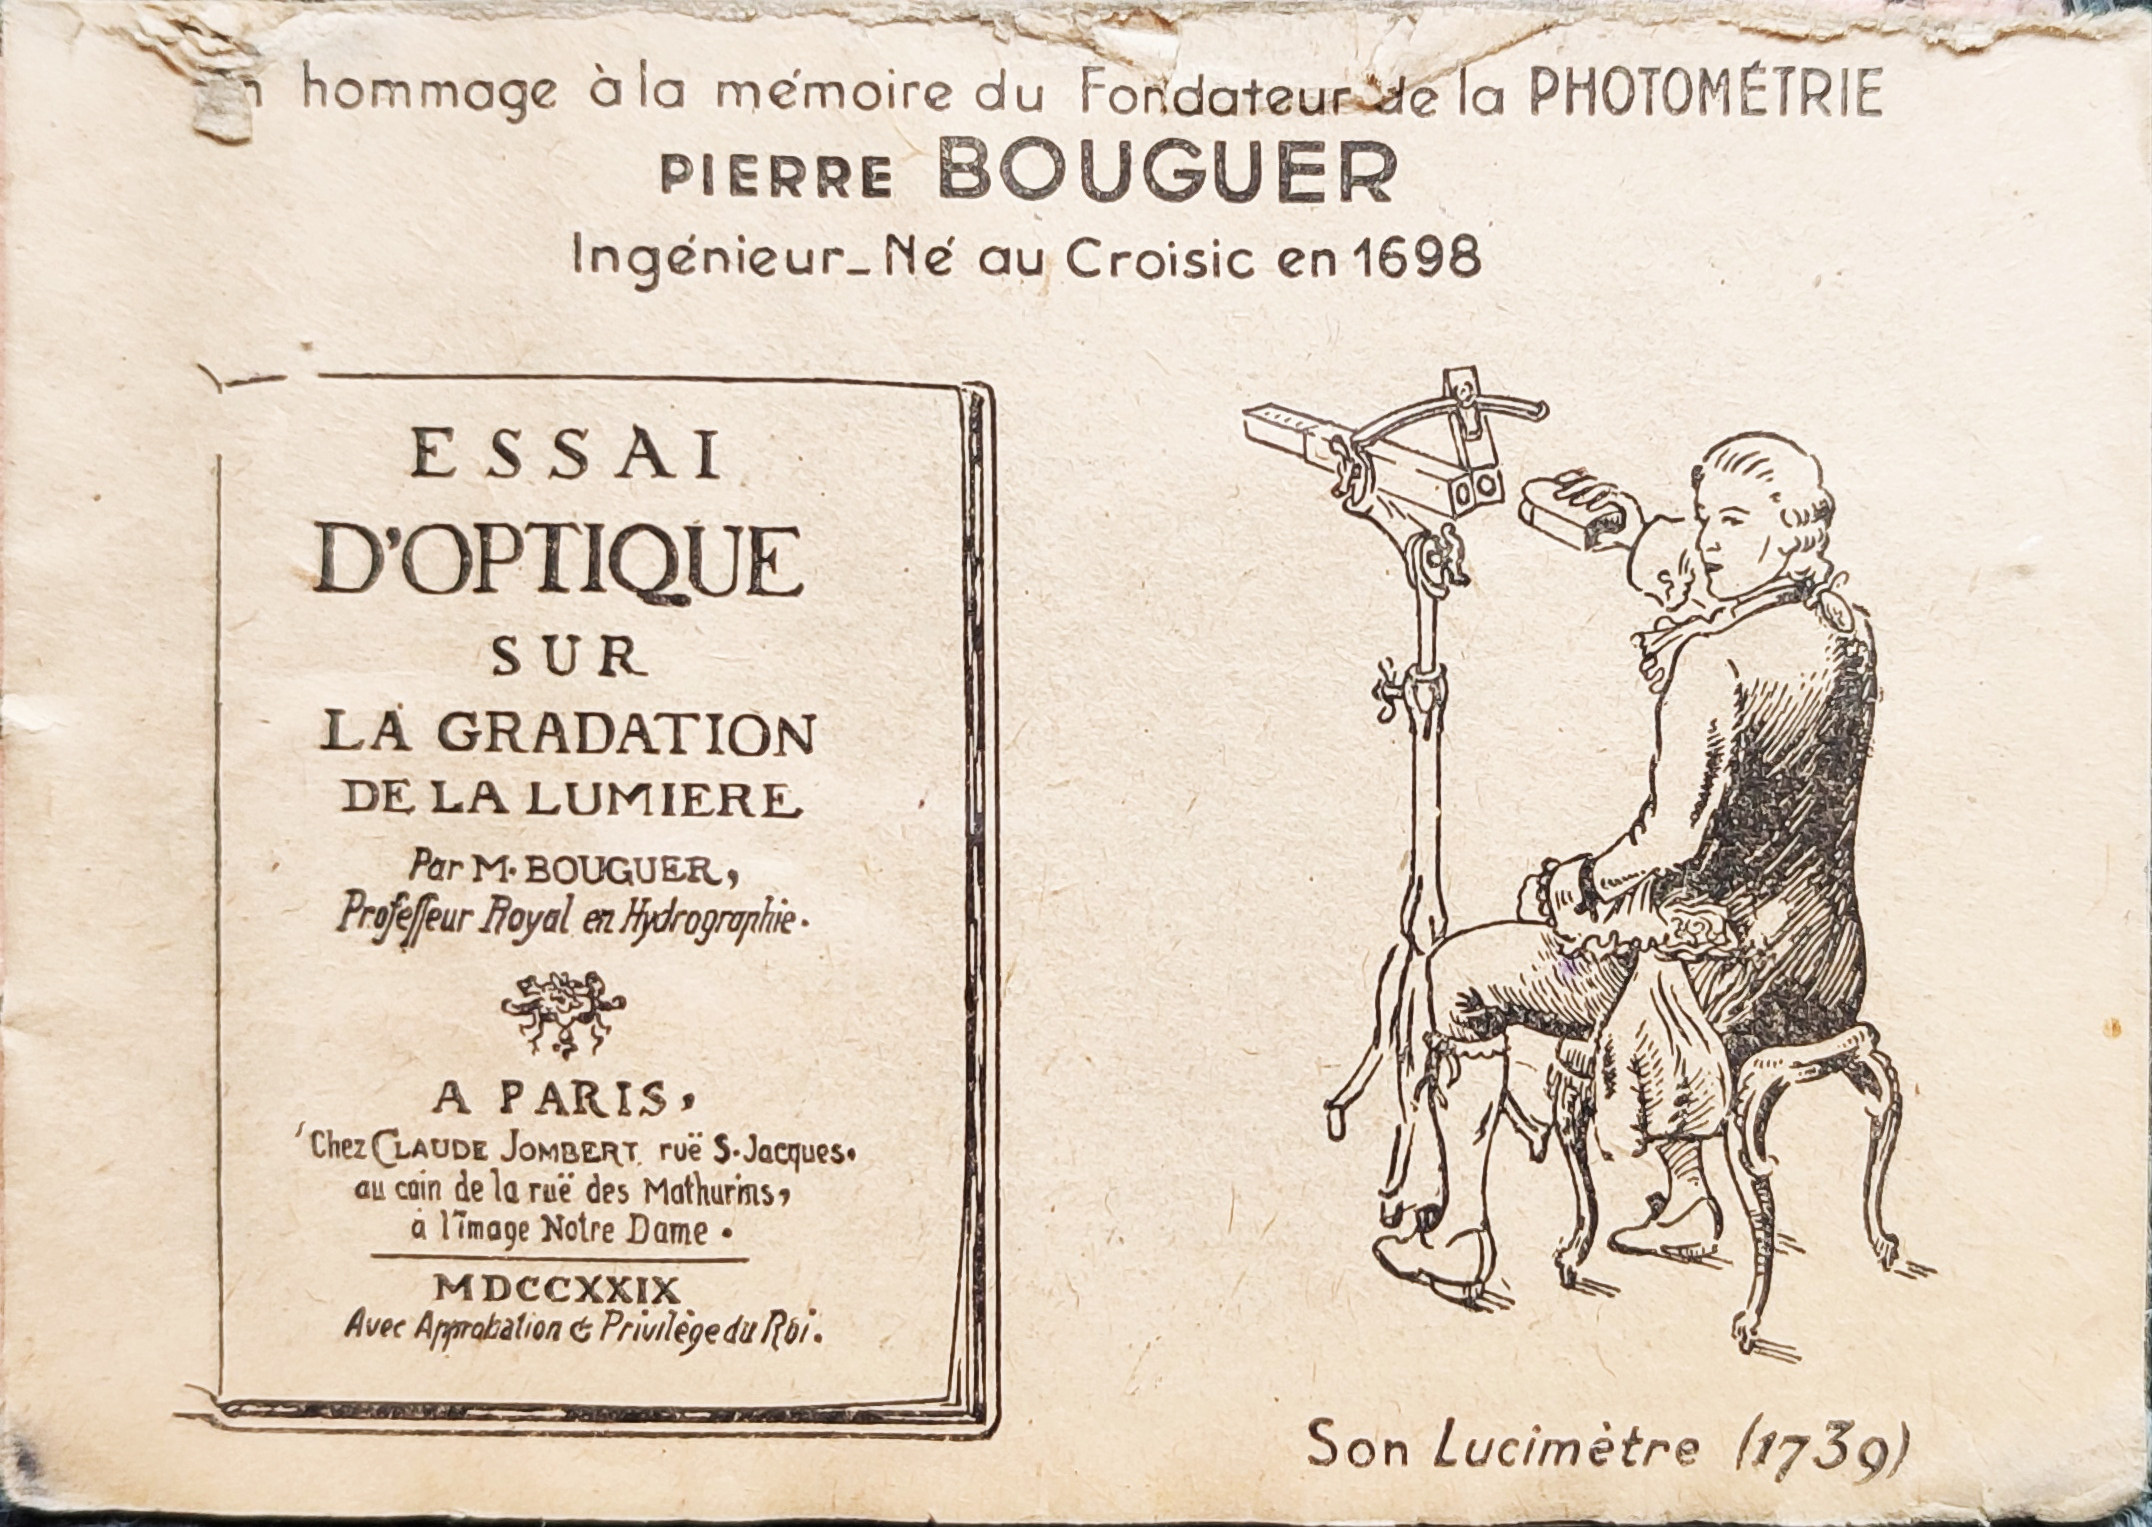 hommage à la mémoire du Fondateur de la PHOTOMÉTRIE
PIERRE BOUGUER
Ingénieur_Né au Croisic en 1698
ESSAI
D'OPTIQUE
SUR
LA GRADATION
DE LA LUMIERE
Par M. BOUGUER,
Profeſſeur Royal en Hydrographie.
A PARIS,
Chez CLAUDE JOMBERT, ruë S. Jacques.
au coin de la ruë des Mathurins,
à l'image Notre Dame.
MDCCXXIX
Avec Approbation & Privilège du Roi.
Son Lucimètre (1739)